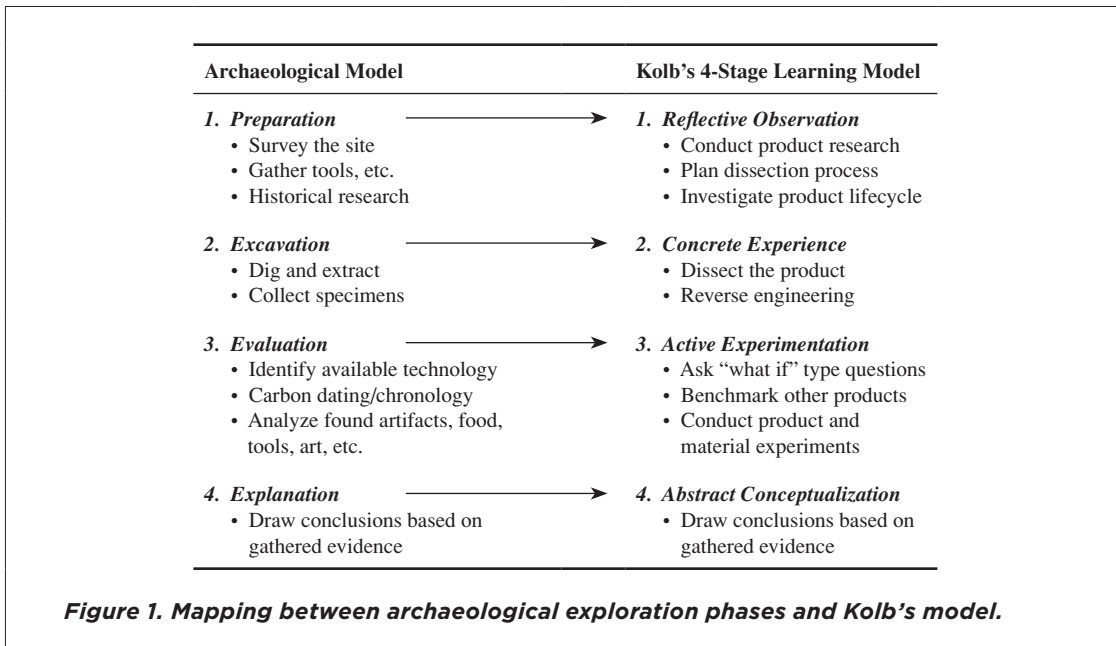 Archaeological Model
Kolb’s 4-Stage Learning Model
1. Preparation
• Survey the site
• Gather tools, etc.
• Historical research
1. Reflective Observation
• Conduct product research
• Plan dissection process
• Investigate product lifecycle
2. Excavation
• Dig and extract
• Collect specimens
2. Concrete Experience
• Dissect the product
• Reverse engineering
3. Evaluation
• Identify available technology
• Carbon dating/chronology
• Analyze found artifacts, food,
tools, art, etc.
3. Active Experimentation
• Ask “what if” type questions
• Benchmark other products
• Conduct product and
material experiments
4. Explanation
• Draw conclusions based on
gathered evidence
4. Abstract Conceptualization
• Draw conclusions based on
gathered evidence
Figure 1. Mapping between archaeological exploration phases and Kolb’s model.